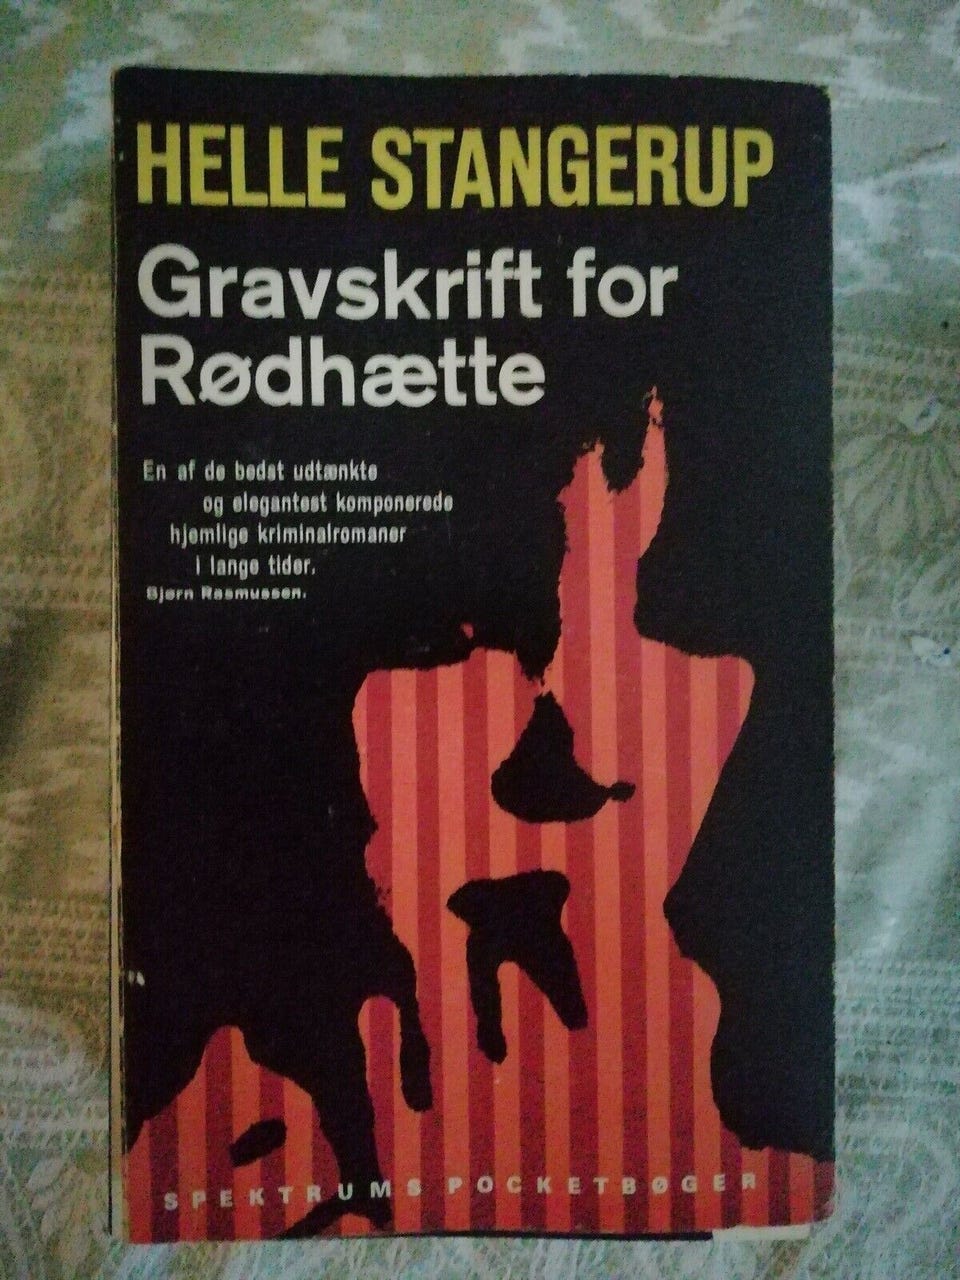 HELLE STANGERUP
Gravskrift for
Rødhætte
En af de bedst udtænkte
og elegantest komponerede
hjemlige kriminalromaner
i lange tider.
Bjørn Rasmussen.
SPEKTRUMS POCKETBØGER